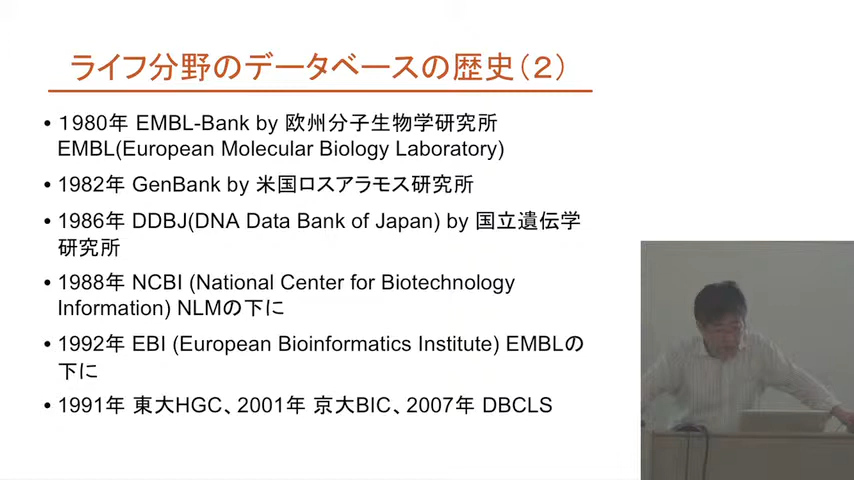 ライフ分野のデータベースの歴史（２）
• １980年 EMBL-Bank by 欧州分子生物学研究所
EMBL(European Molecular Biology Laboratory)
• 1982年 GenBank by 米国ロスアラモス研究所
• 1986年 DDBJ(DNA Data Bank of Japan) by 国立遺伝学
研究所
• 1988年 NCBI (National Center for Biotechnology
Information) NLMの下に
• 1992年 EBI (European Bioinformatics Institute) EMBLの
下に
• 1991年 東大HGC、2001年 京大BIC、2007年 DBCLS